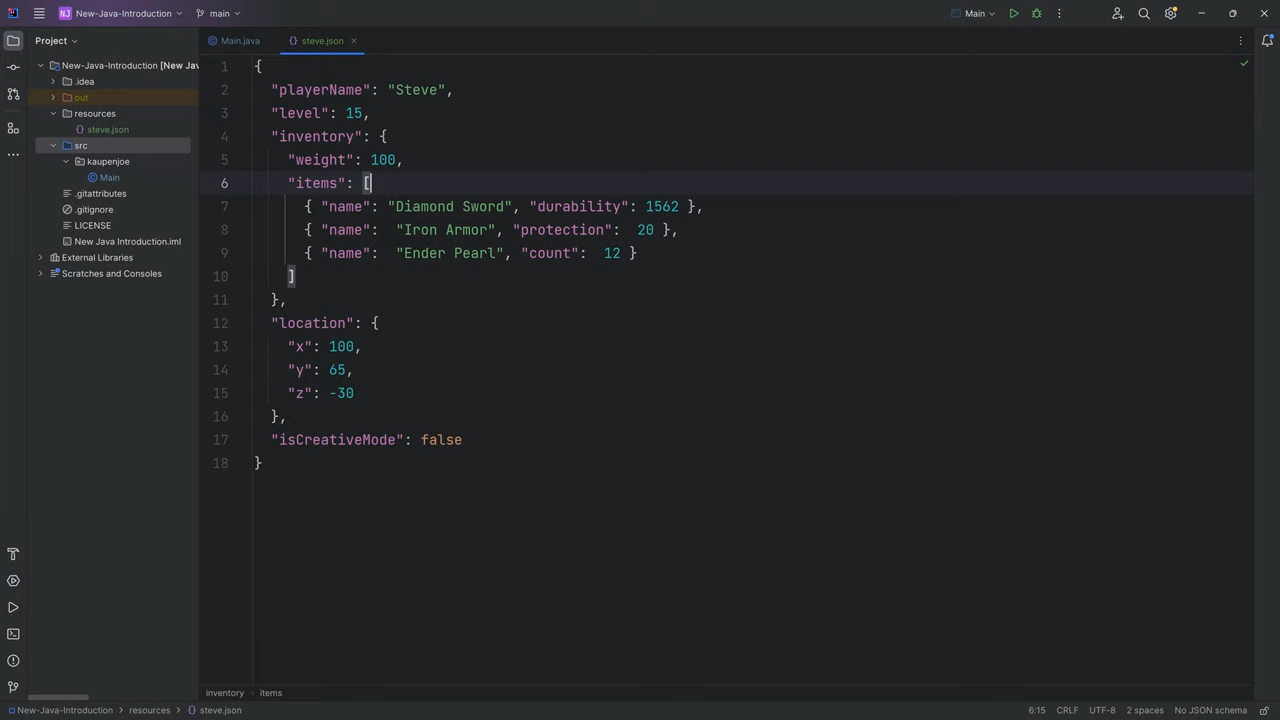 NJ New-Java-Introduction main Main
Project
Main.java steve.json
New-Java-Introduction [New Jav
.idea
out
resources
steve.json
src
kaupenjoe
Main
.gitattributes
.gitignore
LICENSE
New Java Introduction.iml
External Libraries
Scratches and Consoles
1 {
2 "playerName": "Steve",
3 "level": 15,
4 "inventory": {
5 "weight": 100,
6 "items": [
7 { "name": "Diamond Sword", "durability": 1562 },
8 { "name":  "Iron Armor", "protection":  20 },
9 { "name":  "Ender Pearl", "count":  12 }
10 ]
11 },
12 "location": {
13 "x": 100,
14 "y": 65,
15 "z": -30
16 },
17 "isCreativeMode": false
18 }
inventory > items
New-Java-Introduction > resources > steve.json 6:15 CRLF UTF-8 2 spaces No JSON schema